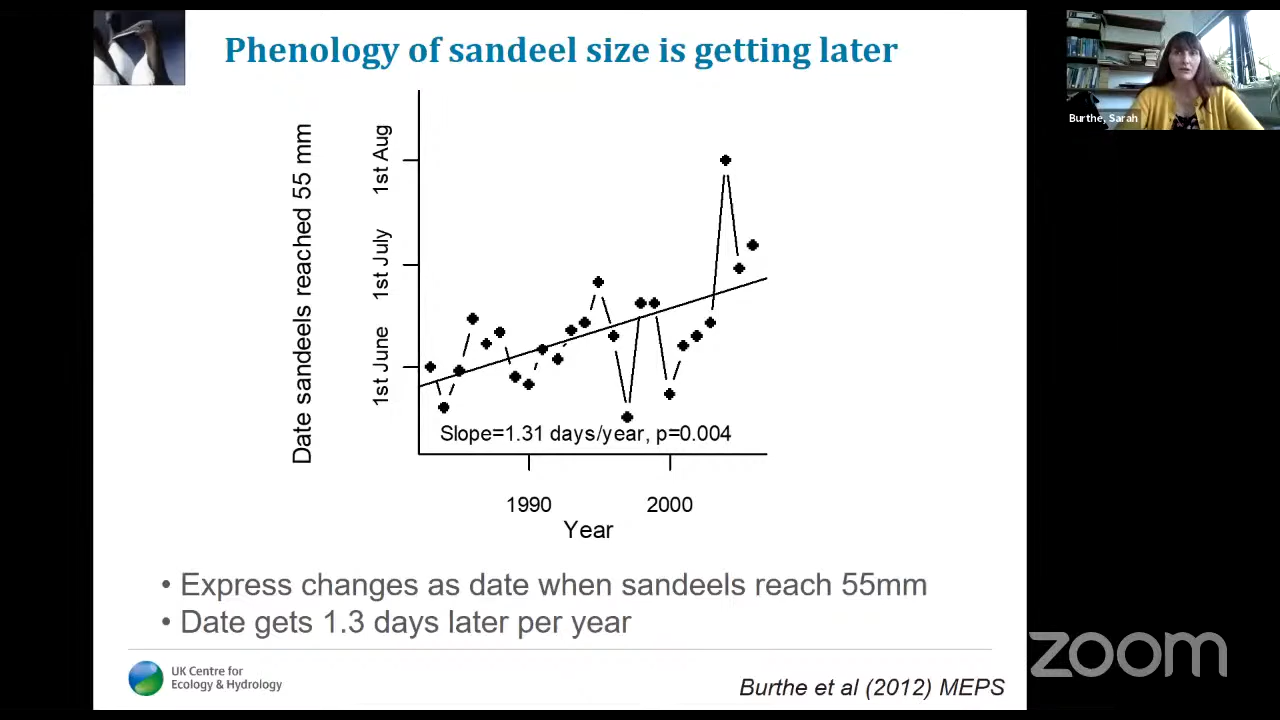 Phenology of sandeel size is getting later
Burthe, Sarah
Date sandeels reached 55 mm
1st Aug
1st July
1st June
Slope=1.31 days/year, p=0.004
1990
2000
Year
• Express changes as date when sandeels reach 55mm
• Date gets 1.3 days later per year
UK Centre for
Ecology & Hydrology
Burthe et al (2012) MEPS
zoom